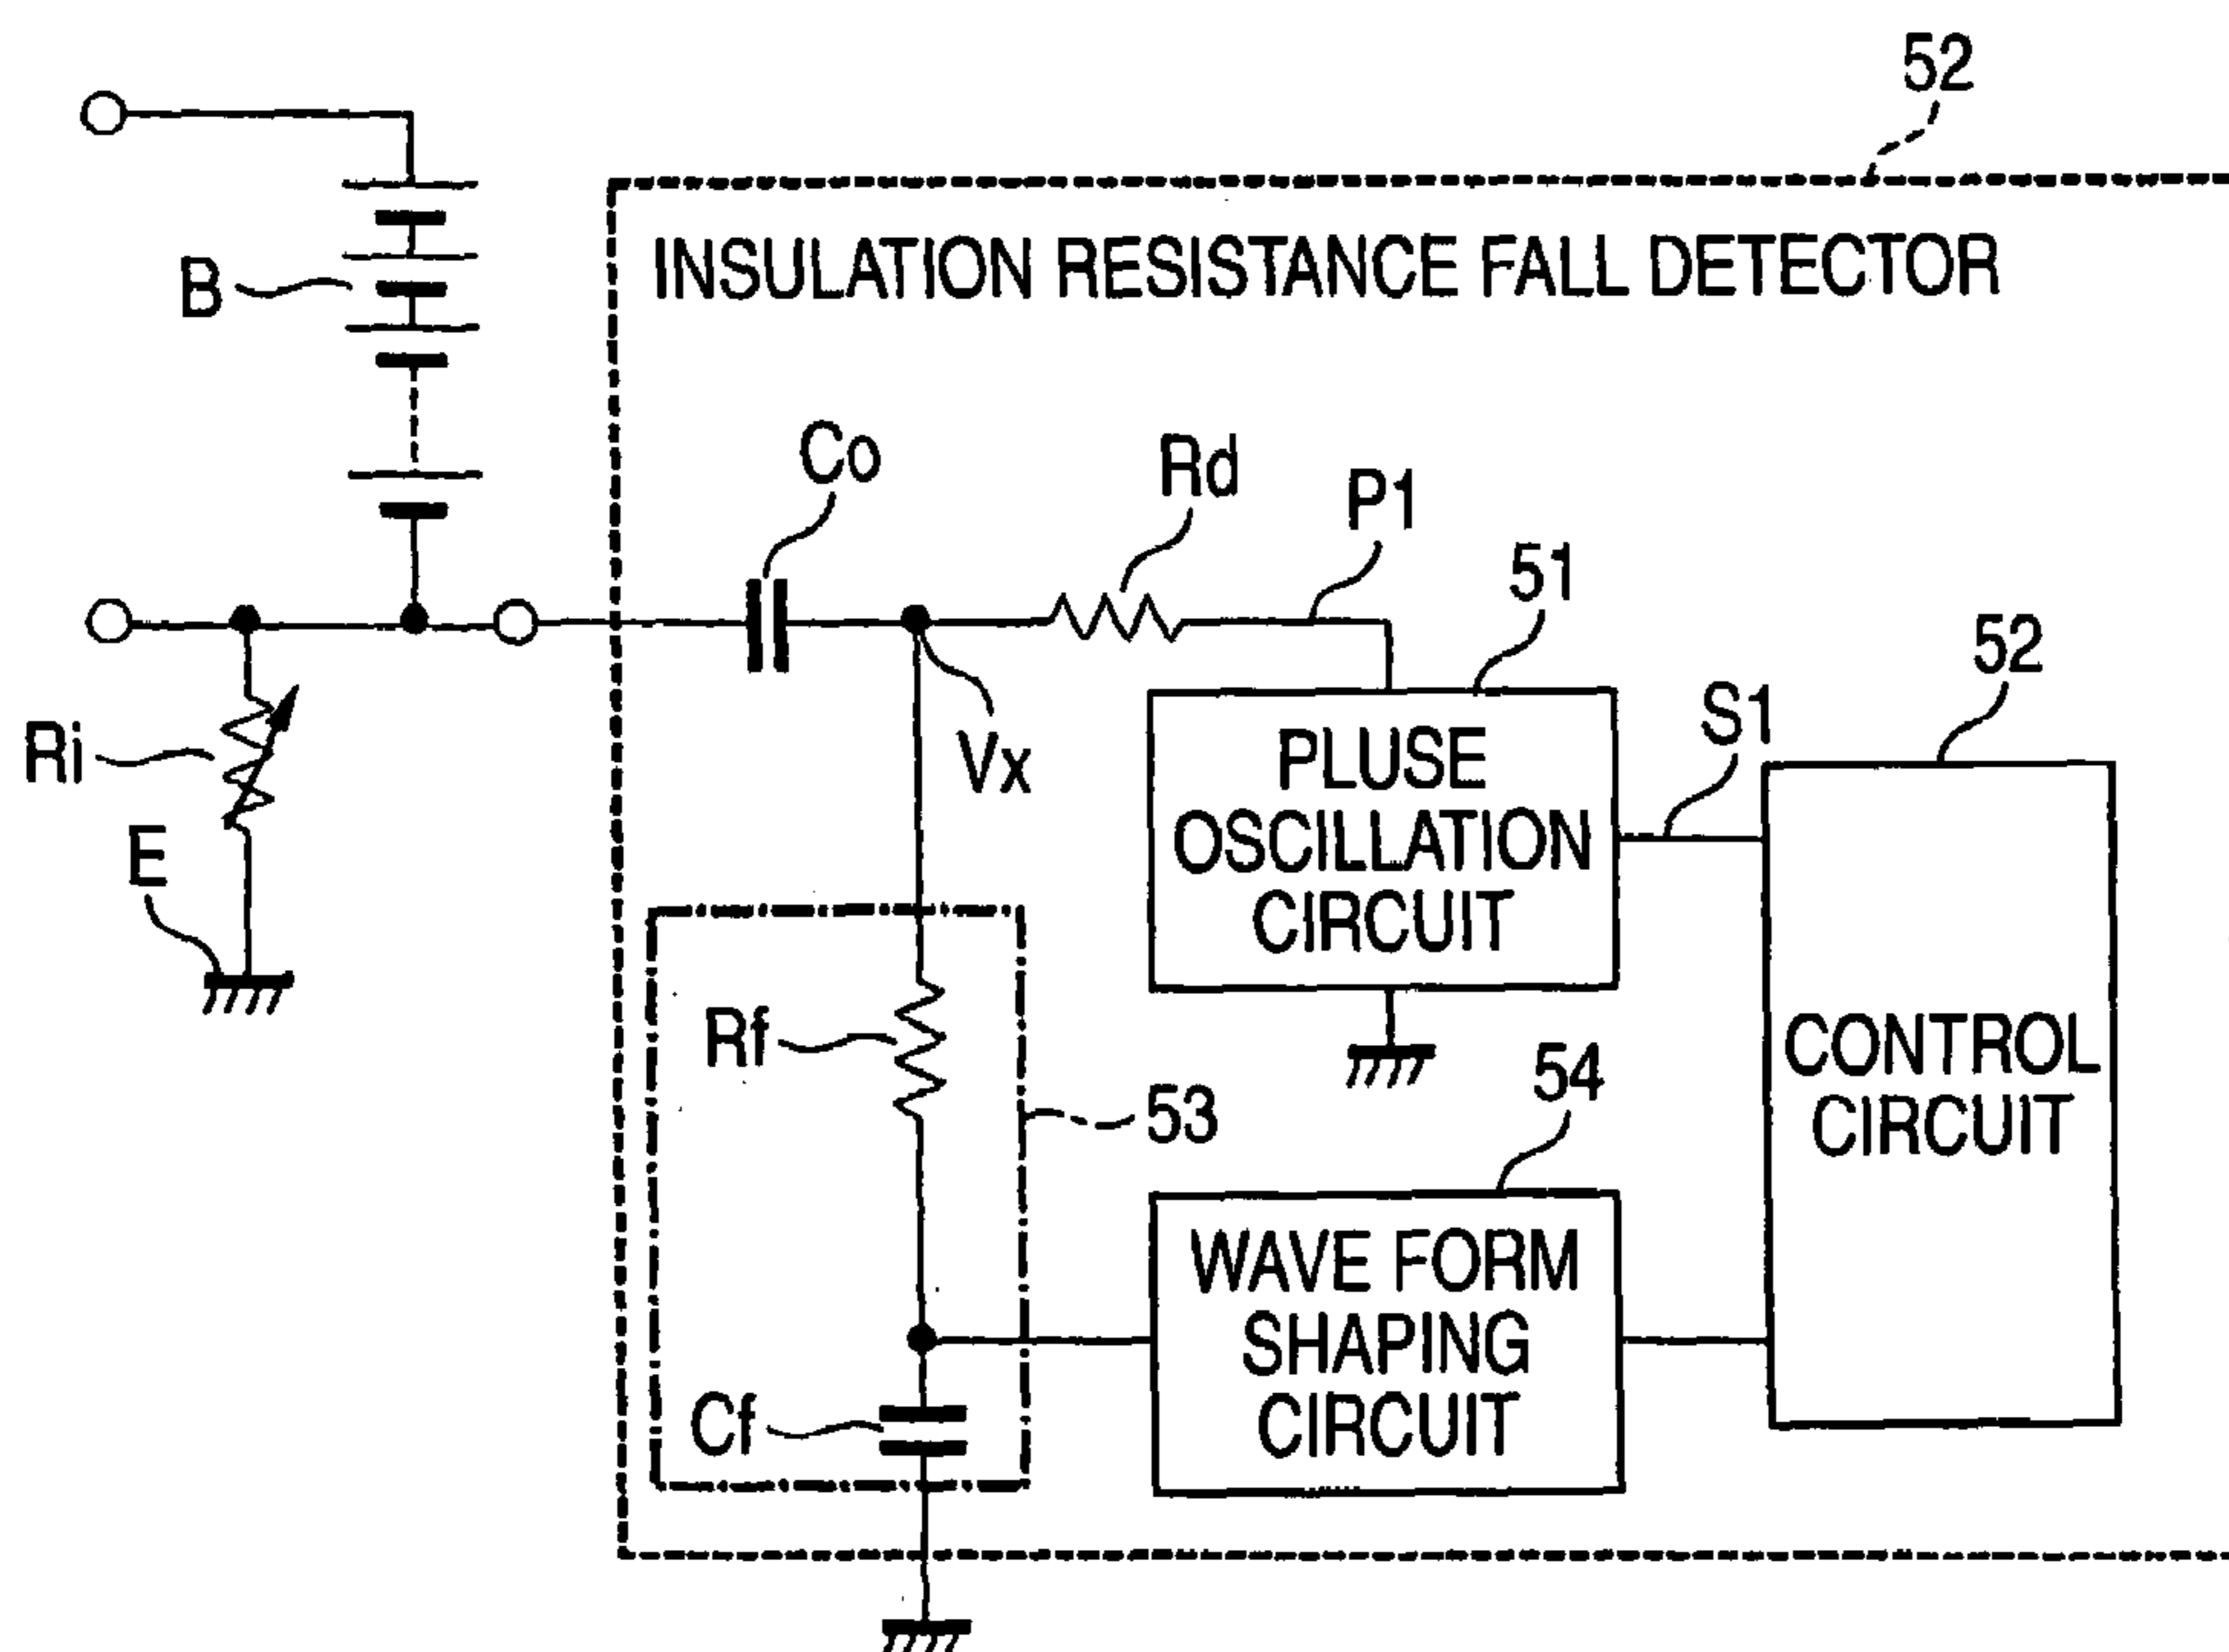 52
INSULATION RESISTANCE FALL DETECTOR
B
Co
Rd
P1
51
52
S1
Ri
Vx
E
PLUSE
OSCILLATION
CIRCUIT
CONTROL
CIRCUIT
Rf
53
54
WAVE FORM
SHAPING
CIRCUIT
Cf